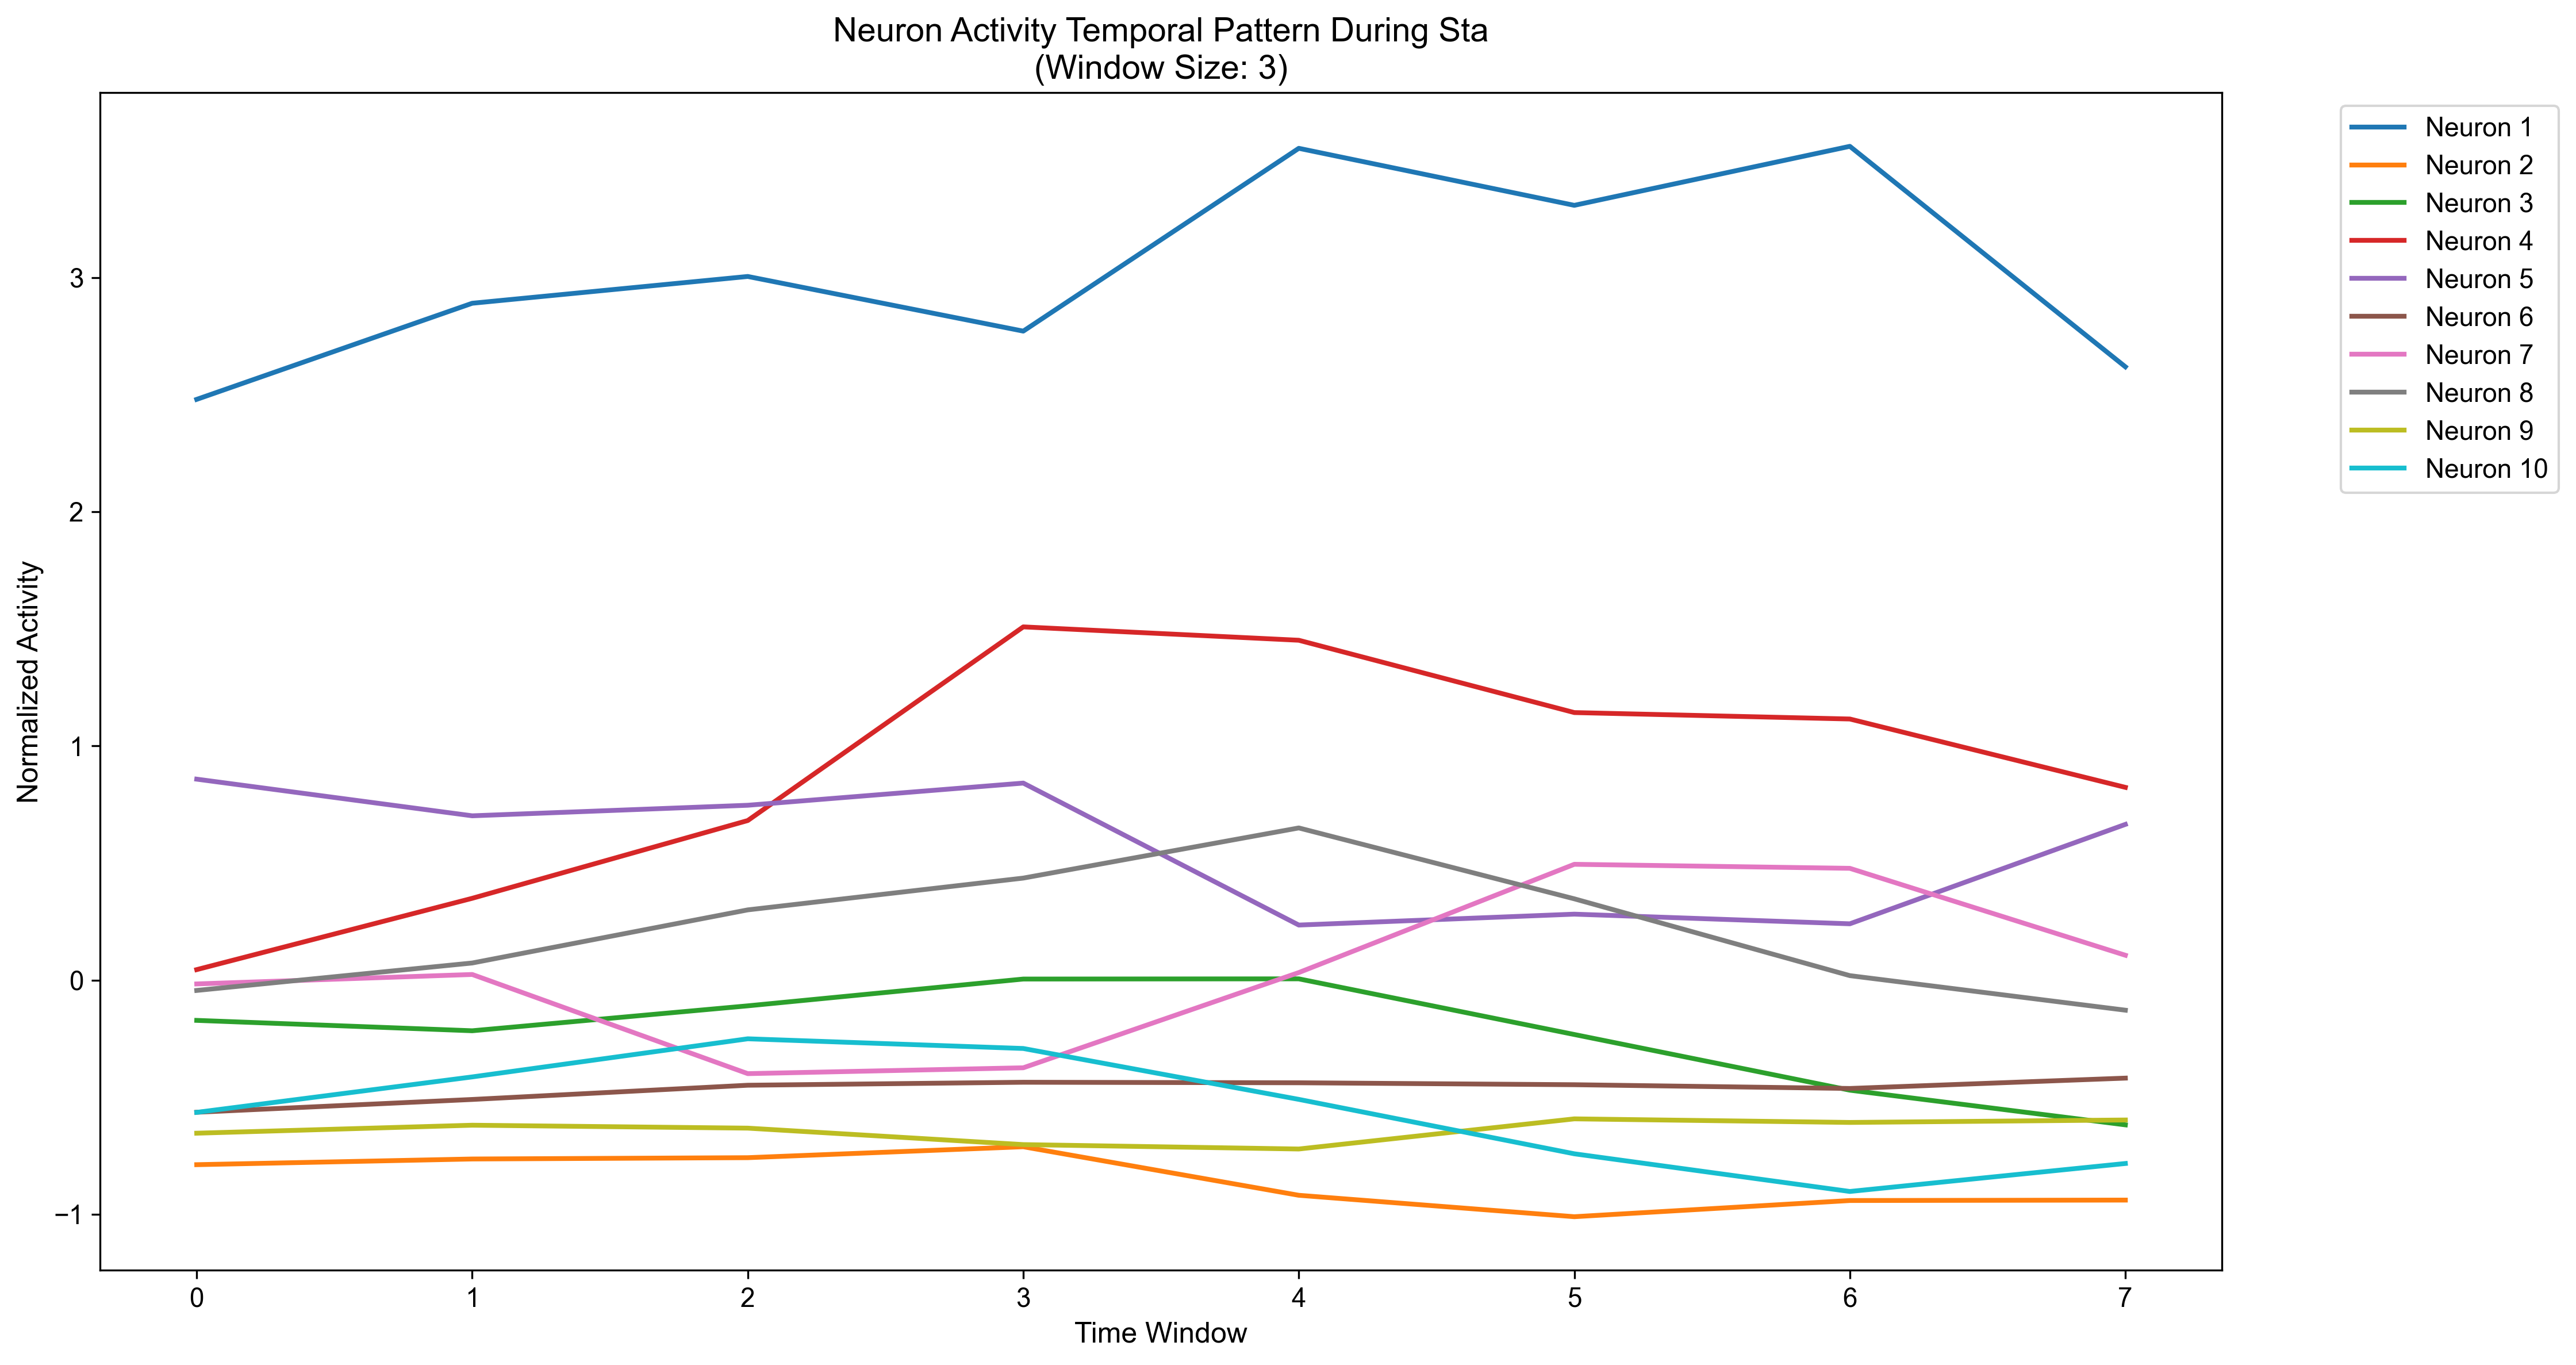 Neuron Activity Temporal Pattern During Sta
(Window Size: 3)
Normalized Activity
3
2
1
0
−1
0 1 2 3 4 5 6 7
Time Window
Neuron 1
Neuron 2
Neuron 3
Neuron 4
Neuron 5
Neuron 6
Neuron 7
Neuron 8
Neuron 9
Neuron 10